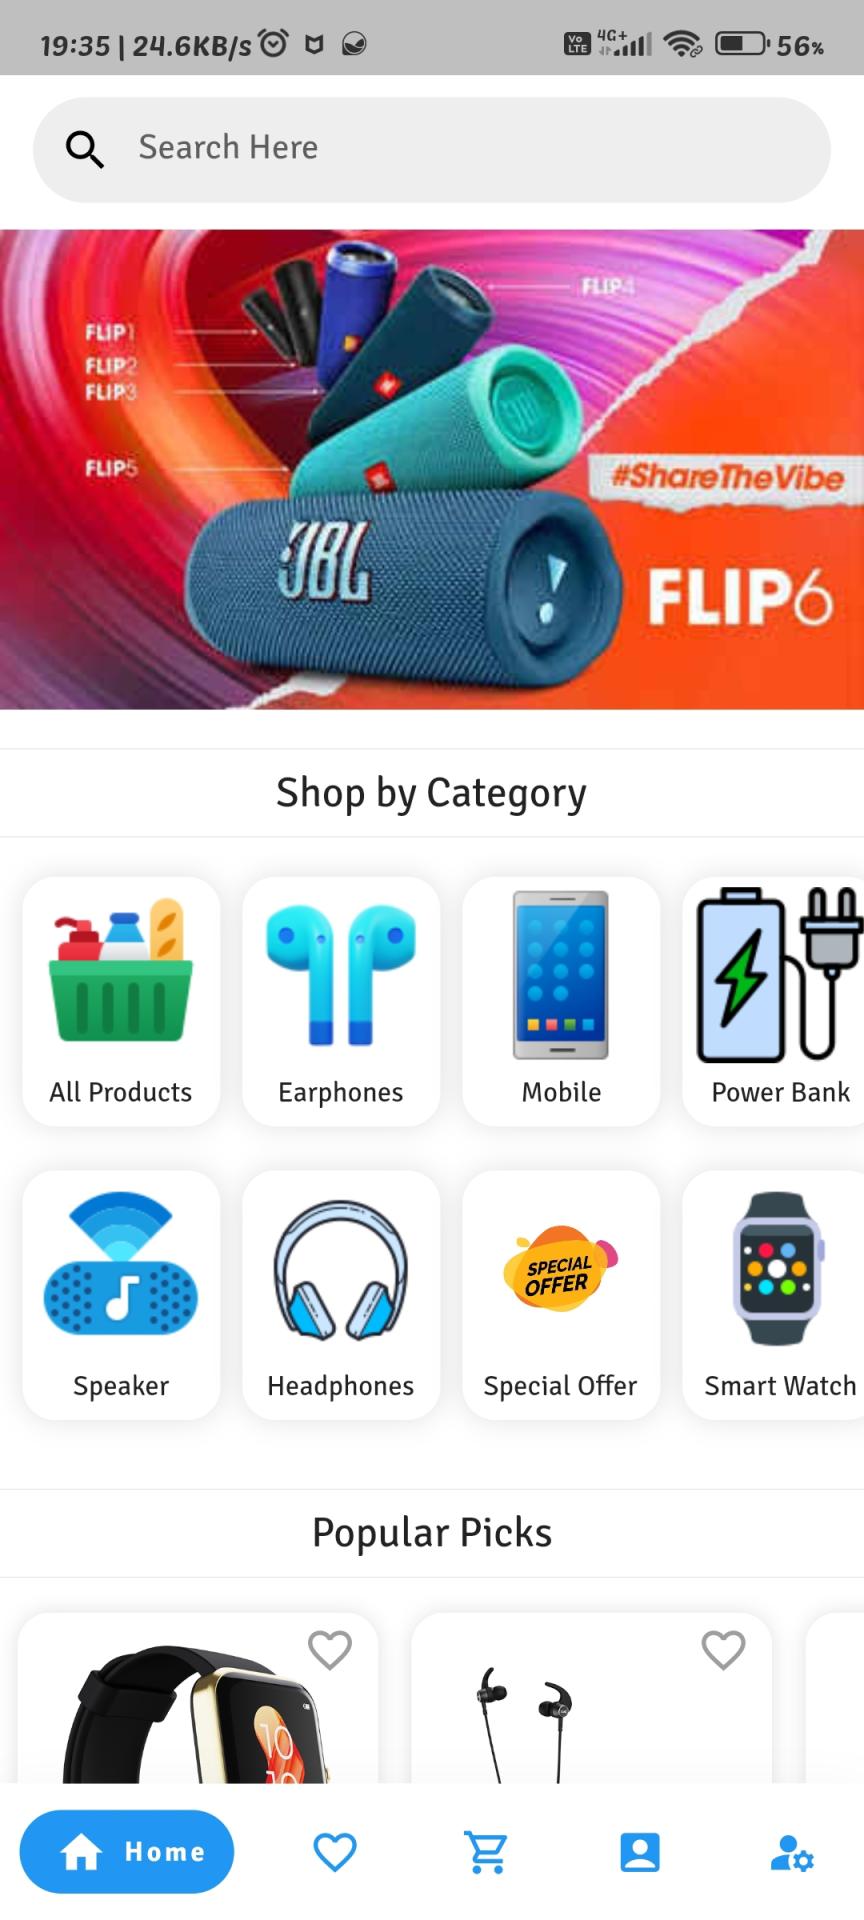 19:35 | 24.6KB/s
Vo LTE 4G+ 56%
Search Here
FLIP4
FLIP1
FLIP2
FLIP3
FLIP5
#ShareTheVibe
JBL
FLIP6
Shop by Category
All Products Earphones Mobile Power Bank
SPECIAL
OFFER
Speaker Headphones Special Offer Smart Watch
Popular Picks
10
Home